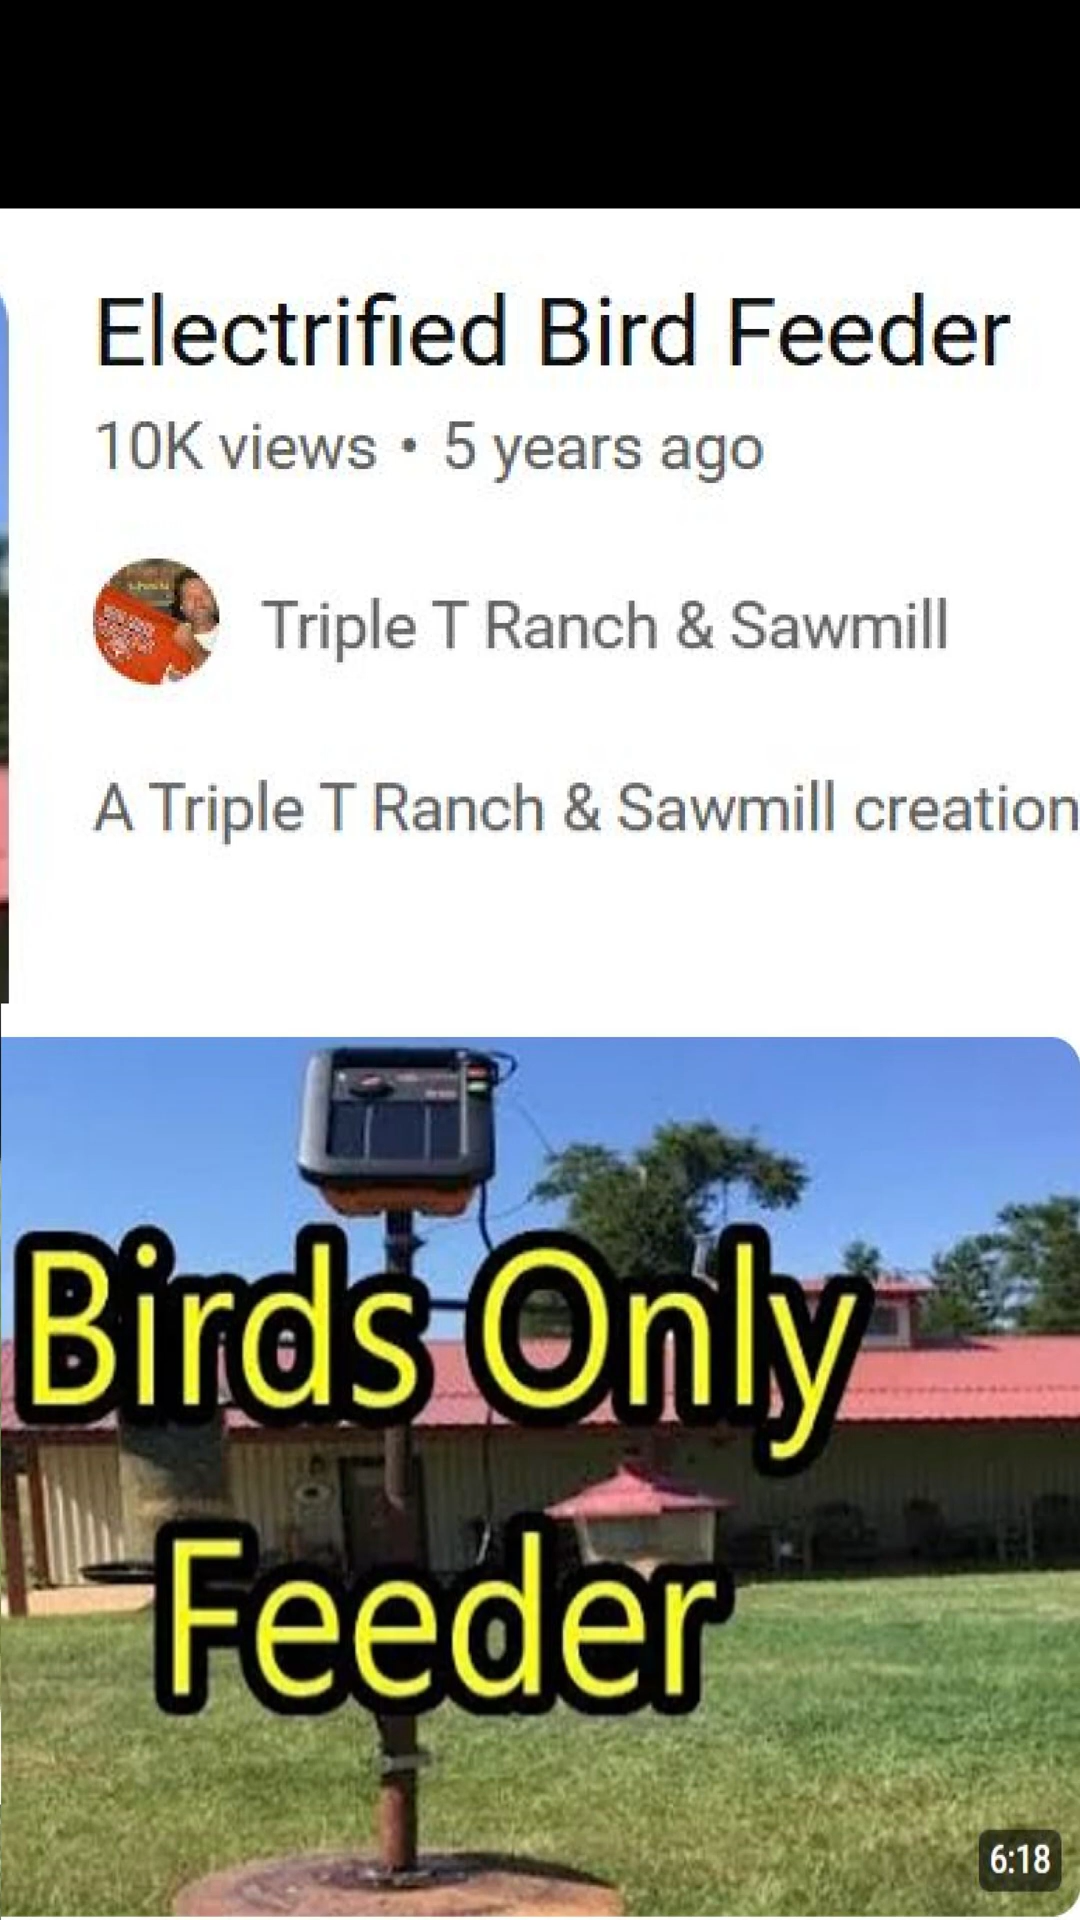 Electrified Bird Feeder
10K views • 5 years ago
Triple T Ranch & Sawmill
A Triple T Ranch & Sawmill creation
Birds Only
Feeder
6:18